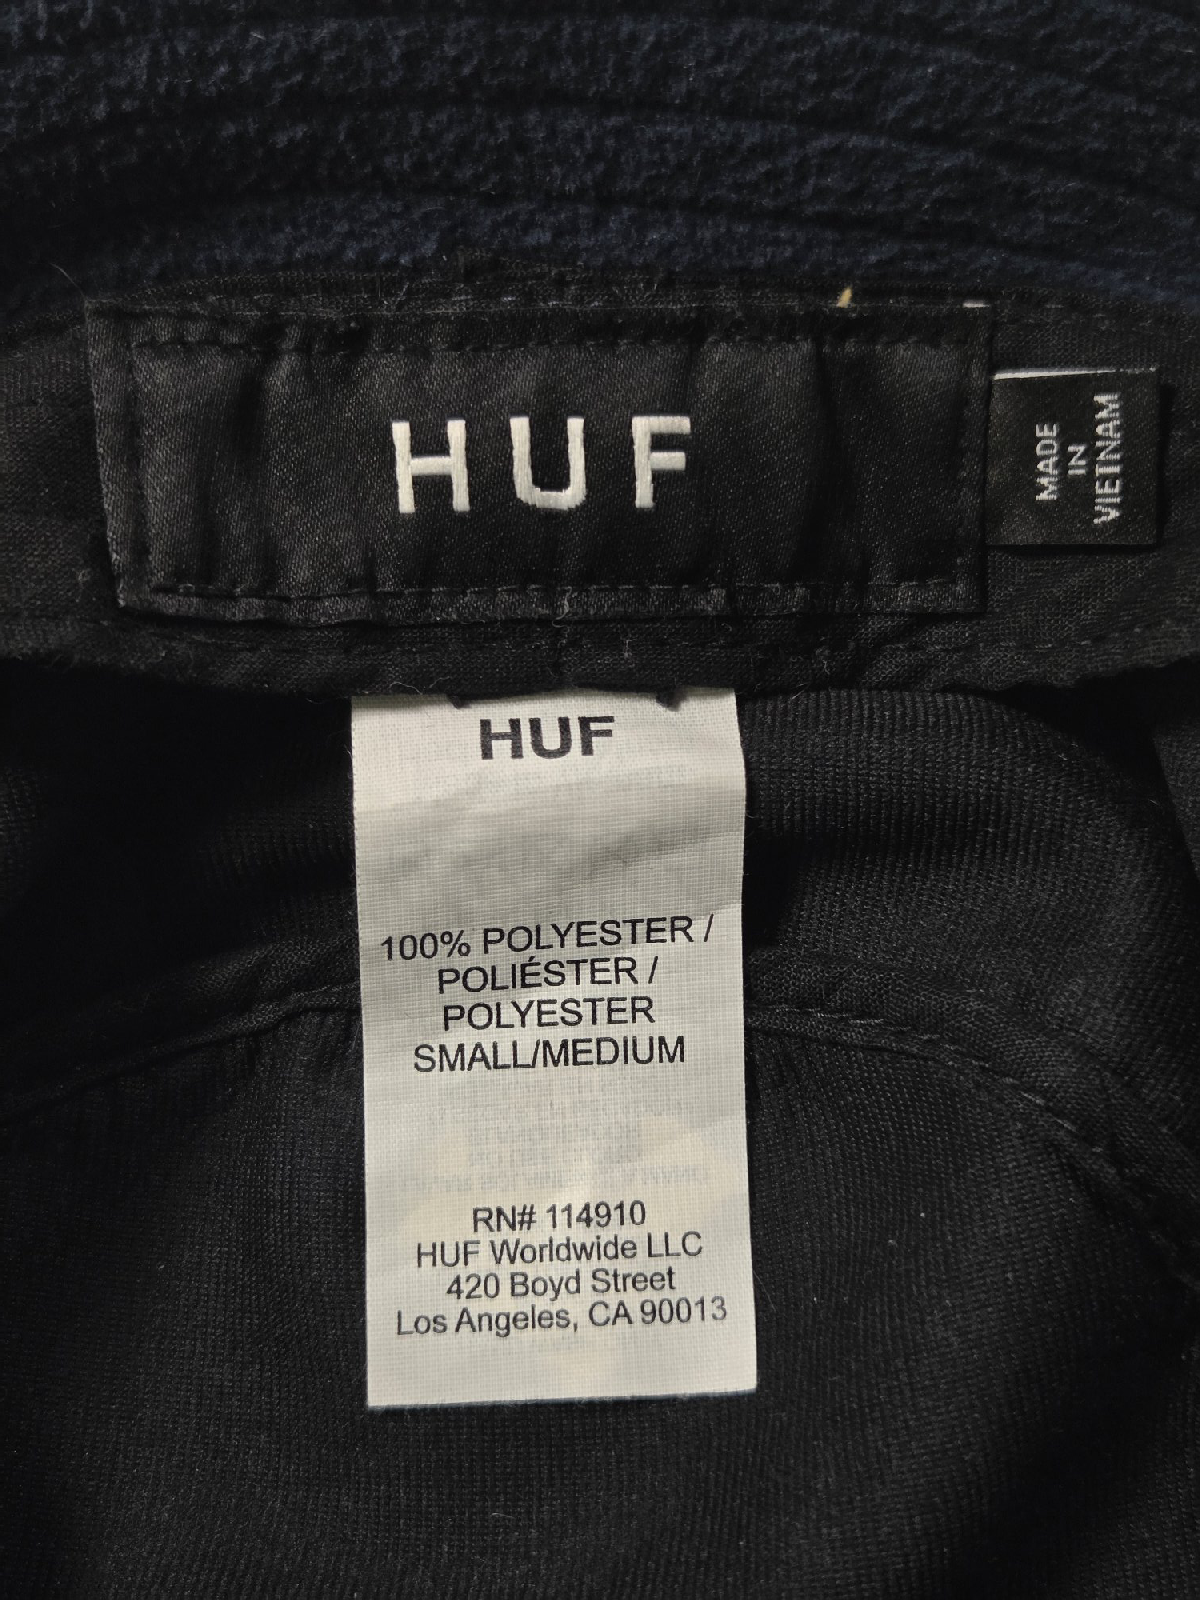 HUF
MADE
IN
VIETNAM
HUF
100% POLYESTER /
POLIÉSTER /
POLYESTER
SMALL/MEDIUM
RN# 114910
HUF Worldwide LLC
420 Boyd Street
Los Angeles, CA 90013